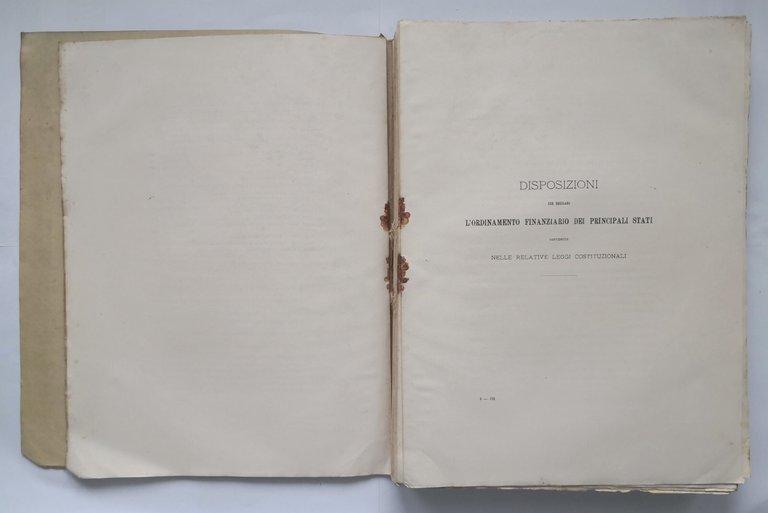 DISPOSIZIONI
CHE REGOLANO
L'ORDINAMENTO FINANZIARIO DEI PRINCIPALI STATI
CONTENUTE
NELLE RELATIVE LEGGI COSTITUZIONALI